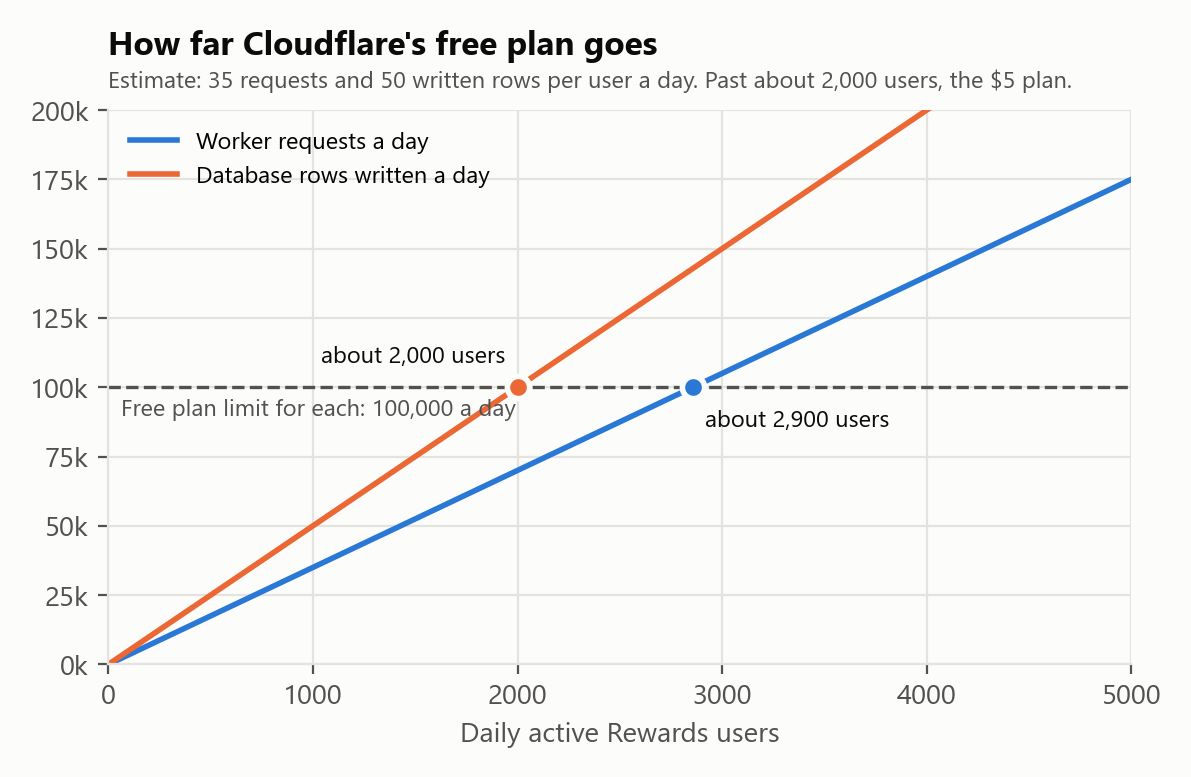 How far Cloudflare's free plan goes
Estimate: 35 requests and 50 written rows per user a day. Past about 2,000 users, the $5 plan.
200k
Worker requests a day
Database rows written a day
175k
150k
125k
about 2,000 users
100k
Free plan limit for each: 100,000 a day
about 2,900 users
75k
50k
25k
0k
0 1000 2000 3000 4000 5000
Daily active Rewards users